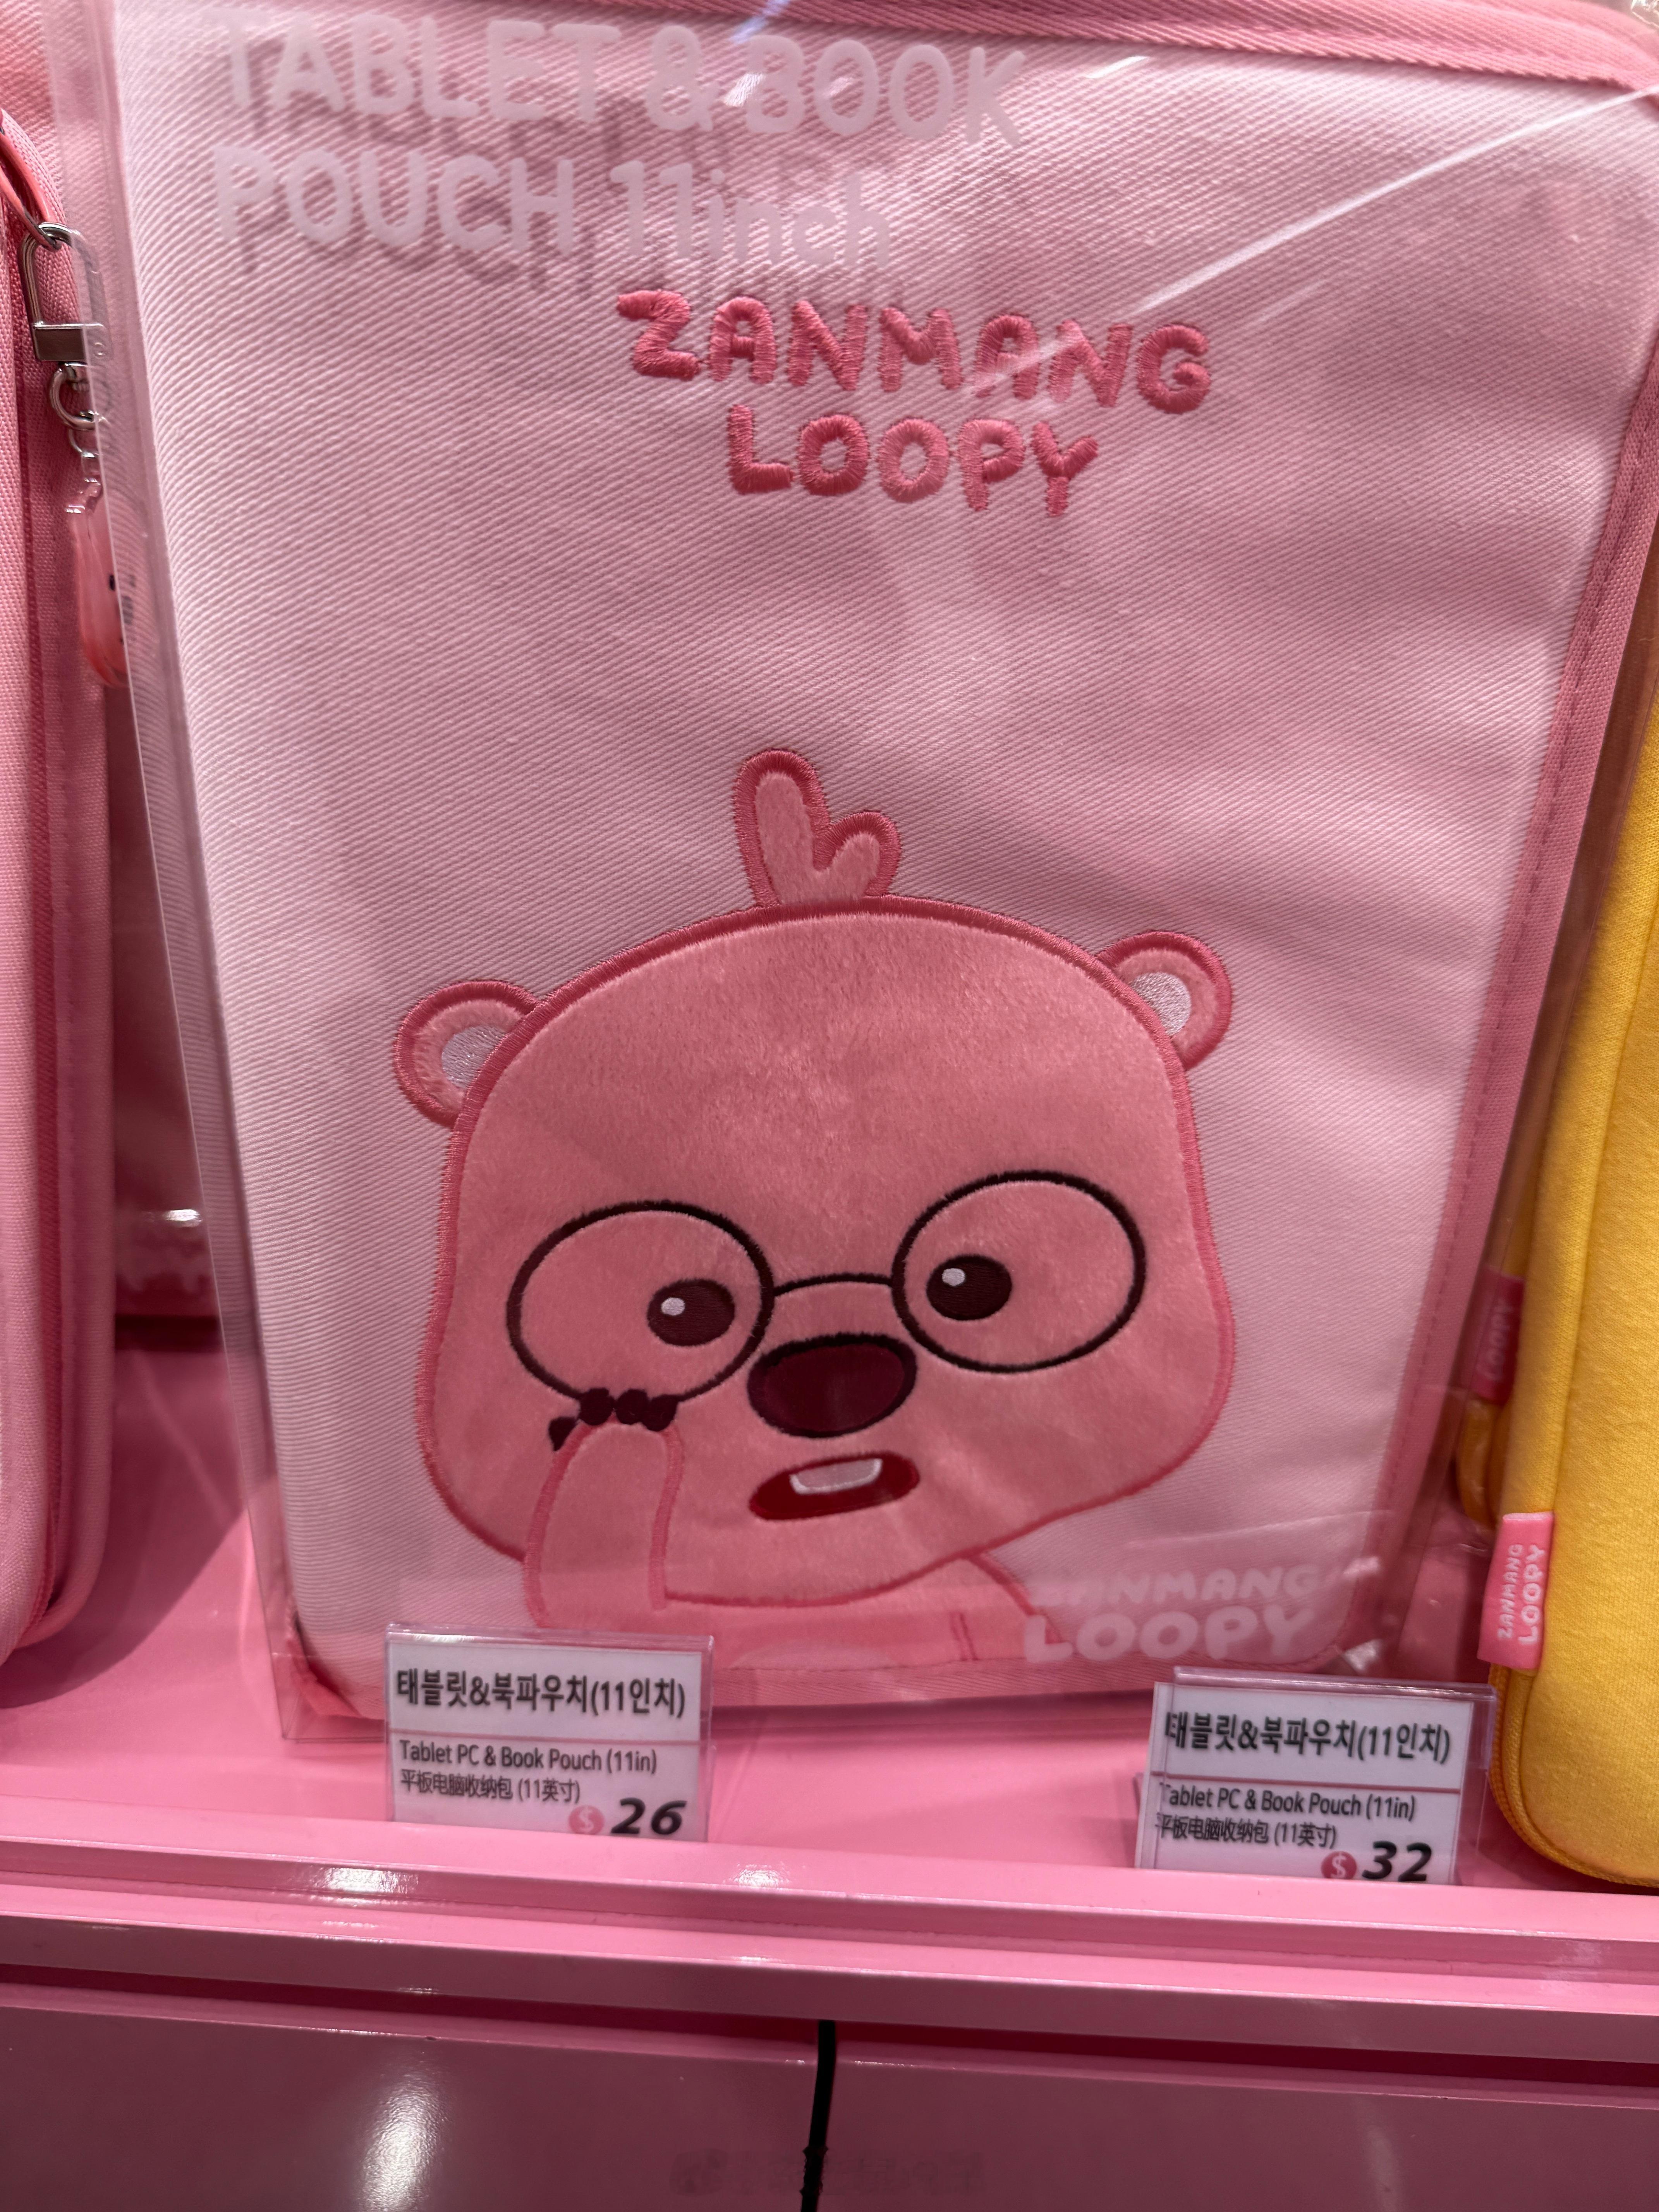 TABLET & BOOK
POUCH 11inch
ZANMANG
LOOPY
ZANMANG
LOOPY
ZANMANG
LOOPY
태블릿&북파우치(11인치)
Tablet PC & Book Pouch (11in)
平板电脑收纳包 (11英寸)
$ 26
태블릿&북파우치(11인치)
Tablet PC & Book Pouch (11in)
平板电脑收纳包 (11英寸)
$ 32